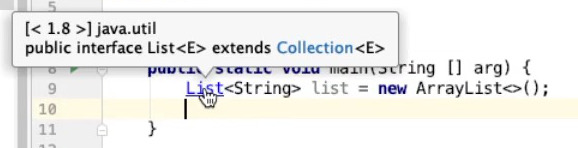 5
[< 1.8 >] java.util
public interface List<E> extends Collection<E>
8 public static void main(String [] arg) {
9 List<String> list = new ArrayList<>();
10
11 }